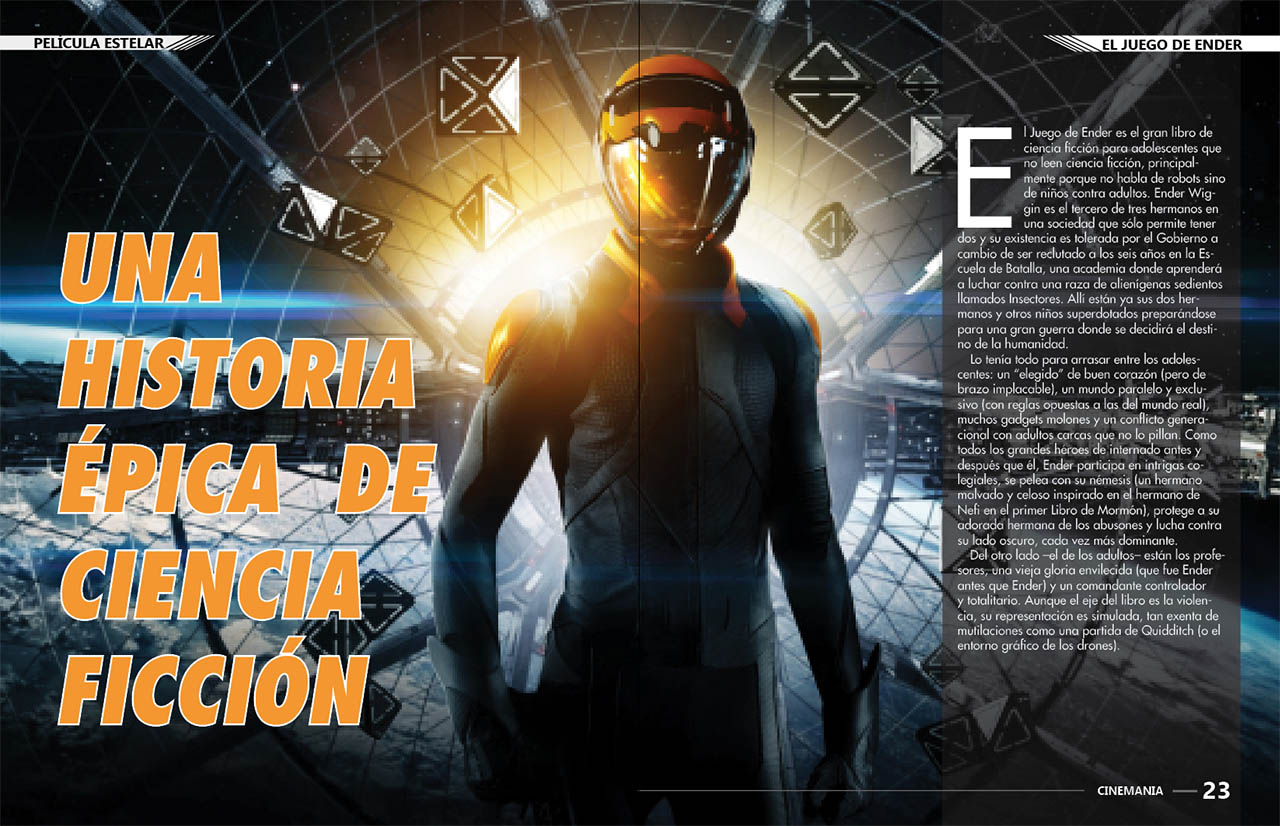 PELÍCULA ESTELAR
EL JUEGO DE ENDER
UNA
HISTORIA
ÉPICA DE
CIENCIA
FICCIÓN
El Juego de Ender es el gran libro de
ciencia ficción para adolescentes que
no leen ciencia ficción, principal-
mente porque no habla de robots sino
de niños contra adultos. Ender Wig-
gin es el tercero de tres hermanos en
una sociedad que sólo permite tener
dos y su existencia es tolerada por el Gobierno a
cambio de ser reclutado a los seis años en la Es-
cuela de Batalla, una academia donde aprenderá
a luchar contra una raza de alienígenas sedientos
llamados Insectores. Allí están ya sus dos her-
manos y otros niños superdotados preparándose
para una gran guerra donde se decidirá el desti-
no de la humanidad.
Lo tenía todo para arrasar entre los adoles-
centes: un “elegido” de buen corazón (pero de
brazo implacable), un mundo paralelo y exclu-
sivo (con reglas opuestas a las del mundo real),
muchos gadgets molones y un conflicto genera-
cional con adultos carcas que no lo pillan. Como
todos los grandes héroes de internado antes y
después que él, Ender participa en intrigas co-
legiales, se pelea con su némesis (un hermano
malvado y celoso inspirado en el hermano de
Nefi en el primer Libro de Mormón), protege a su
adorada hermana de los abusones y lucha contra
su lado oscuro, cada vez más dominante.
Del otro lado –el de los adultos– están los profe-
sores, una vieja gloria envilecida (que fue Ender
antes que Ender) y un comandante controlador
y totalitario. Aunque el eje del libro es la violen-
cia, su representación es simulada, tan exenta de
mutilaciones como una partida de Quidditch (o el
entorno gráfico de los drones).
CINEMANIA 23